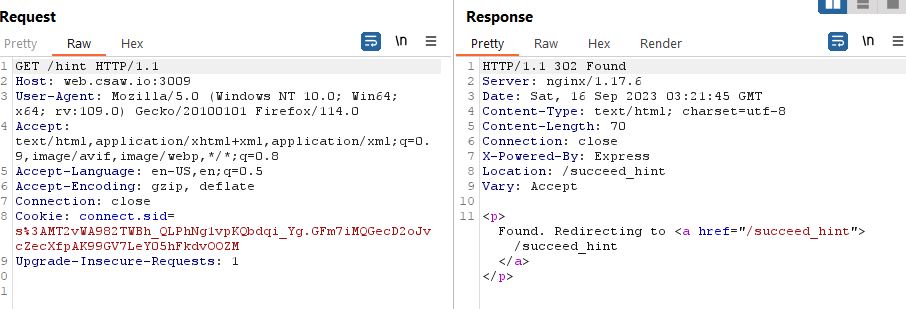 Request
Pretty Raw Hex \n
1 GET /hint HTTP/1.1
2 Host: web.csaw.io:3009
3 User-Agent: Mozilla/5.0 (Windows NT 10.0; Win64;
x64; rv:109.0) Gecko/20100101 Firefox/114.0
4 Accept:
text/html,application/xhtml+xml,application/xml;q=0.
9,image/avif,image/webp,*/*;q=0.8
5 Accept-Language: en-US,en;q=0.5
6 Accept-Encoding: gzip, deflate
7 Connection: close
8 Cookie: connect.sid=
s%3AMT2vWA982TWBh_QLPhNglvpKQbdqi_Yg.GFm7iMQGecD2oJv
cZecXfpAK99GV7LeYO5hFkdvOOZM
9 Upgrade-Insecure-Requests: 1
0
1
Response
Pretty Raw Hex Render \n
1 HTTP/1.1 302 Found
2 Server: nginx/1.17.6
3 Date: Sat, 16 Sep 2023 03:21:45 GMT
4 Content-Type: text/html; charset=utf-8
5 Content-Length: 70
6 Connection: close
7 X-Powered-By: Express
8 Location: /succeed_hint
9 Vary: Accept
10
11 <p>
Found. Redirecting to <a href="/succeed_hint">
/succeed_hint
</a>
</p>